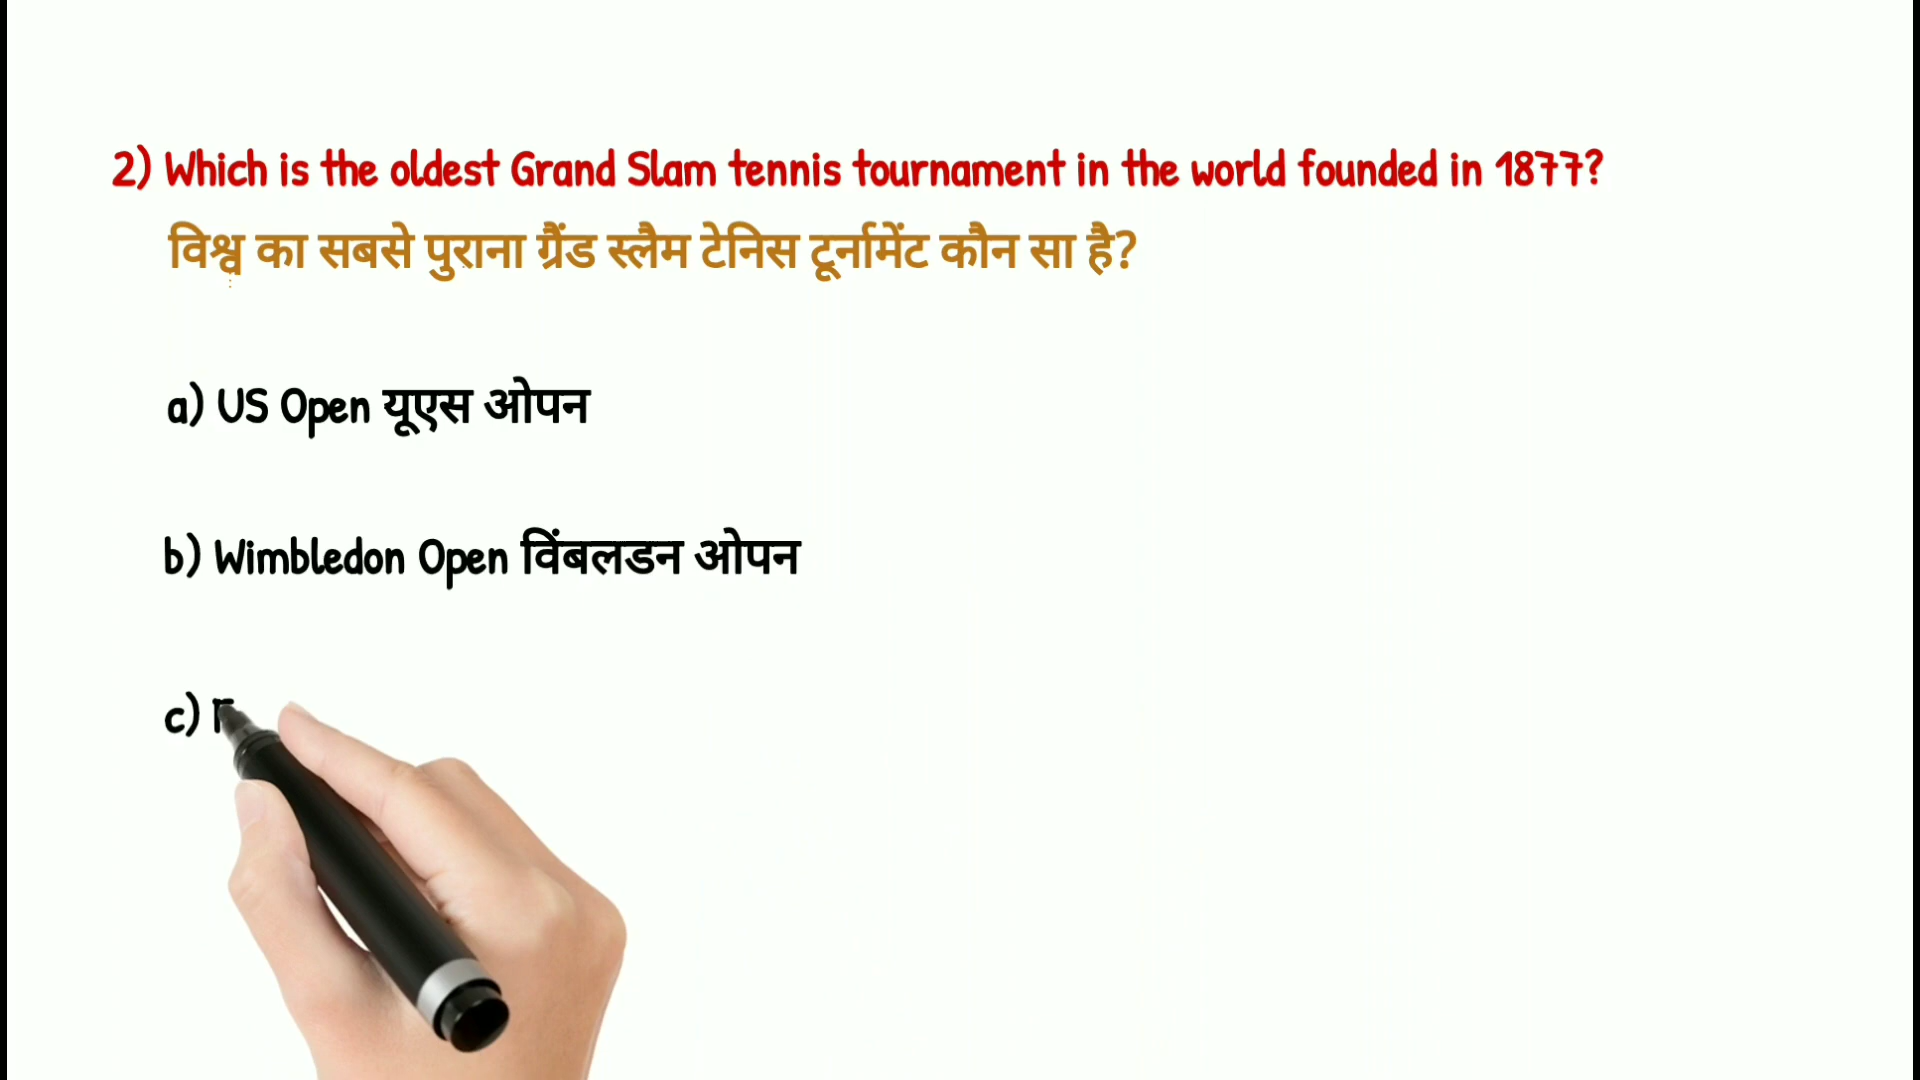 2) Which is the oldest Grand Slam tennis tournament in the world founded in 1877?
विश्व का सबसे पुराना ग्रैंड स्लैम टेनिस टूर्नामेंट कौन सा है?
a) US Open यूएस ओपन
b) Wimbledon Open विंबलडन ओपन
c)